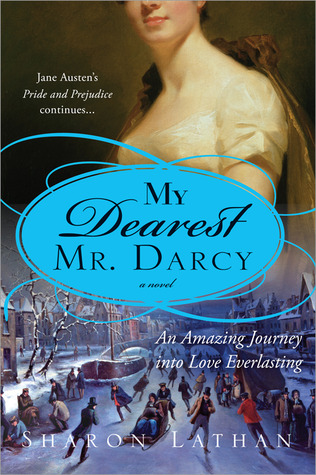 Jane Austen's
Pride and Prejudice
continues...
My
Dearest
Mr. Darcy
a novel
An Amazing Journey
into Love Everlasting
Sharon Lathan